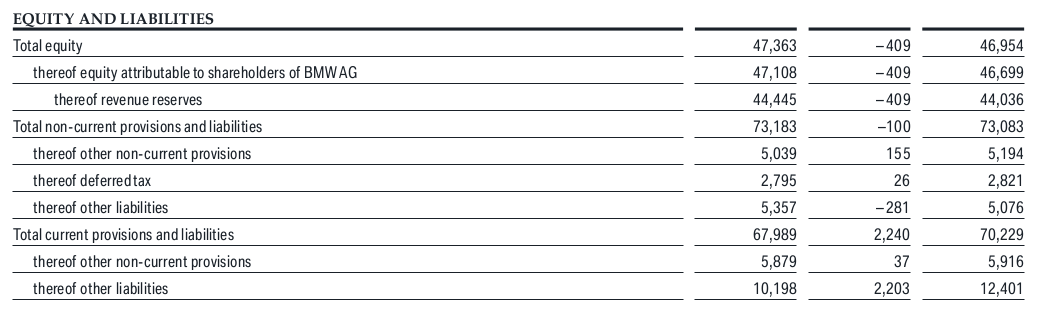 EQUITY AND LIABILITIES
Total equity 47,363 –409 46,954
thereof equity attributable to shareholders of BMW AG 47,108 –409 46,699
thereof revenue reserves 44,445 –409 44,036
Total non-current provisions and liabilities 73,183 –100 73,083
thereof other non-current provisions 5,039 155 5,194
thereof deferred tax 2,795 26 2,821
thereof other liabilities 5,357 –281 5,076
Total current provisions and liabilities 67,989 2,240 70,229
thereof other non-current provisions 5,879 37 5,916
thereof other liabilities 10,198 2,203 12,401